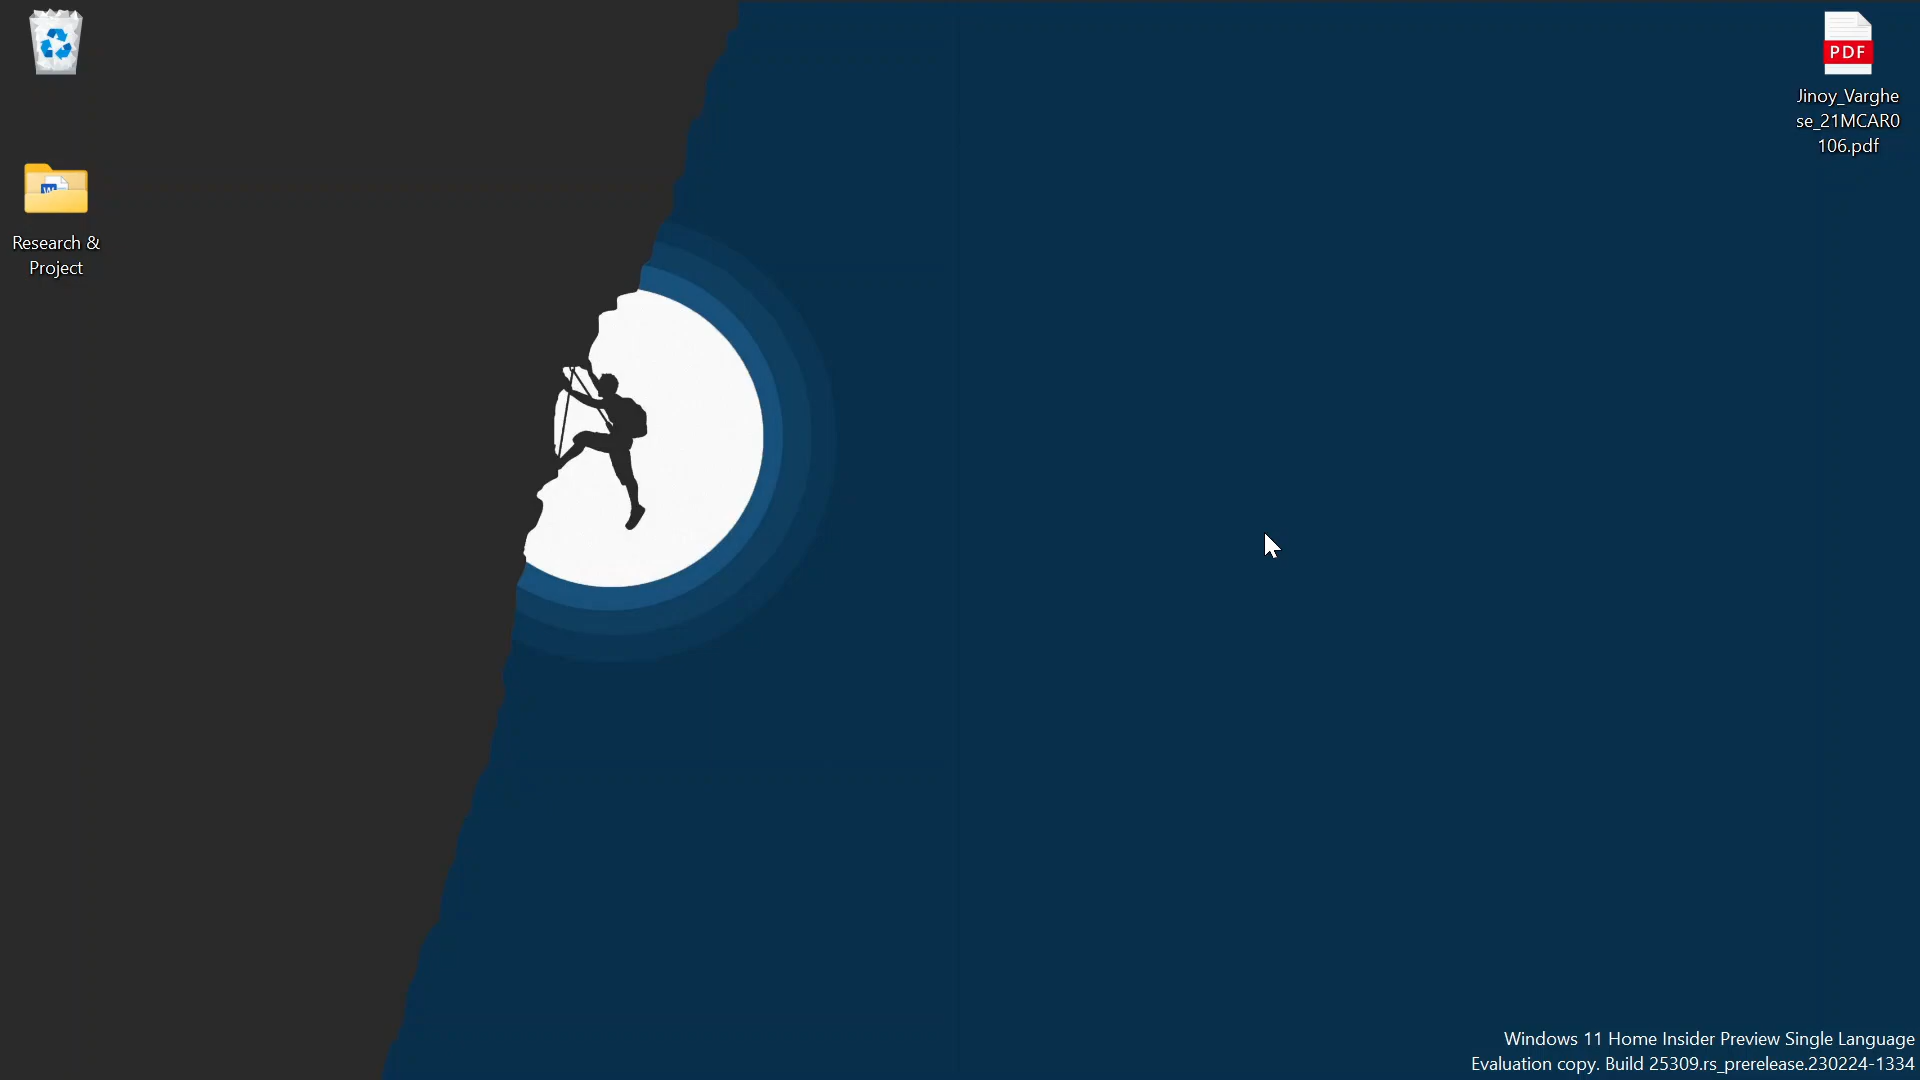 PDF
Jinoy_Varghe
se_21MCAR0
106.pdf
W
Research &
Project
Windows 11 Home Insider Preview Single Language
Evaluation copy. Build 25309.rs_prerelease.230224-1334